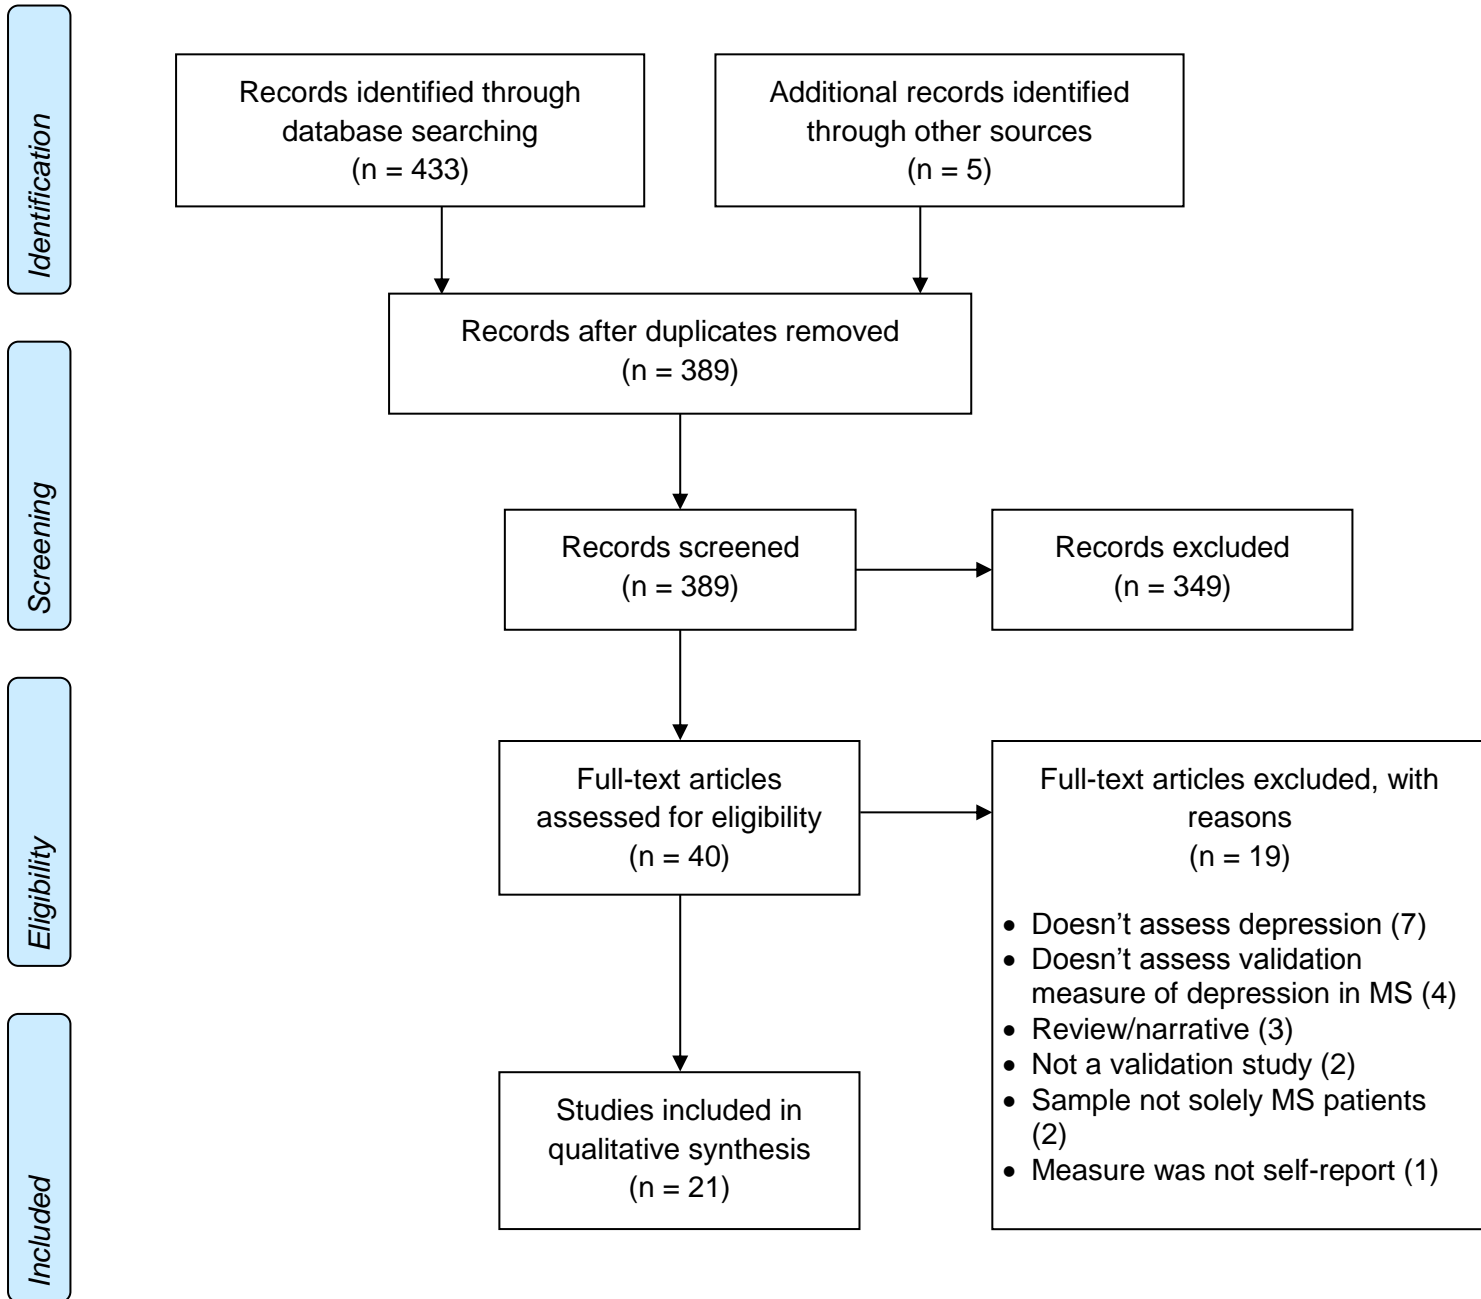 Identification
Records identified through
database searching
(n = 433)
Additional records identified
through other sources
(n = 5)
Records after duplicates removed
(n = 389)
Screening
Records screened
(n = 389)
Records excluded
(n = 349)
Eligibility
Full-text articles
assessed for eligibility
(n = 40)
Full-text articles excluded, with
reasons
(n = 19)
• Doesn’t assess depression (7)
• Doesn’t assess validation
measure of depression in MS (4)
• Review/narrative (3)
• Not a validation study (2)
• Sample not solely MS patients
(2)
• Measure was not self-report (1)
Included
Studies included in
qualitative synthesis
(n = 21)